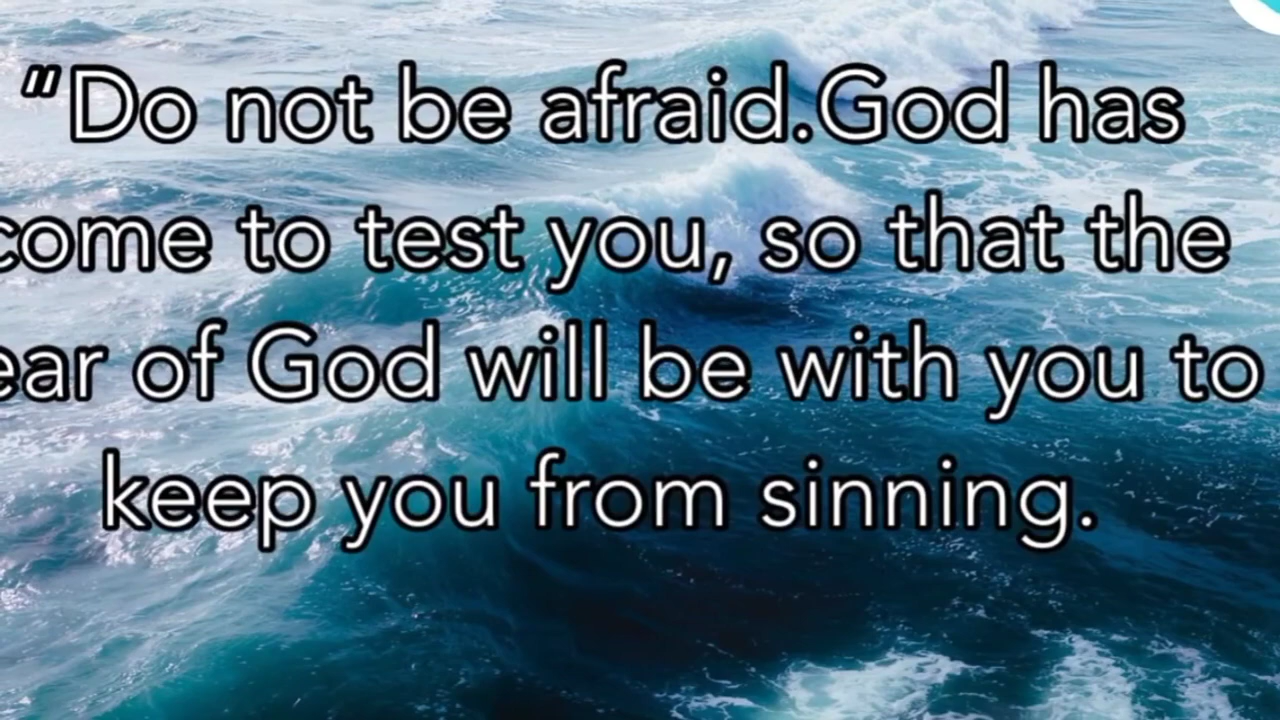 “Do not be afraid.God has
come to test you, so that the
ear of God will be with you to
keep you from sinning.